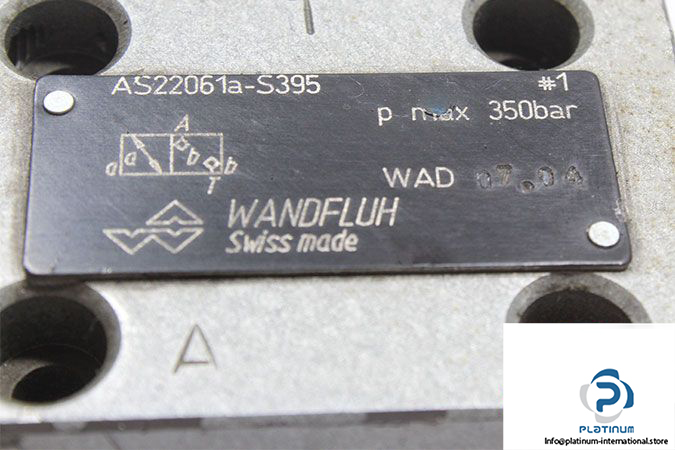 AS22061a-S395 #1
p max 350bar
A
a a b b
T
WAD 07.04
WANDFLUH
Swiss made
A
PLATINUM
Info@platinum-international.store